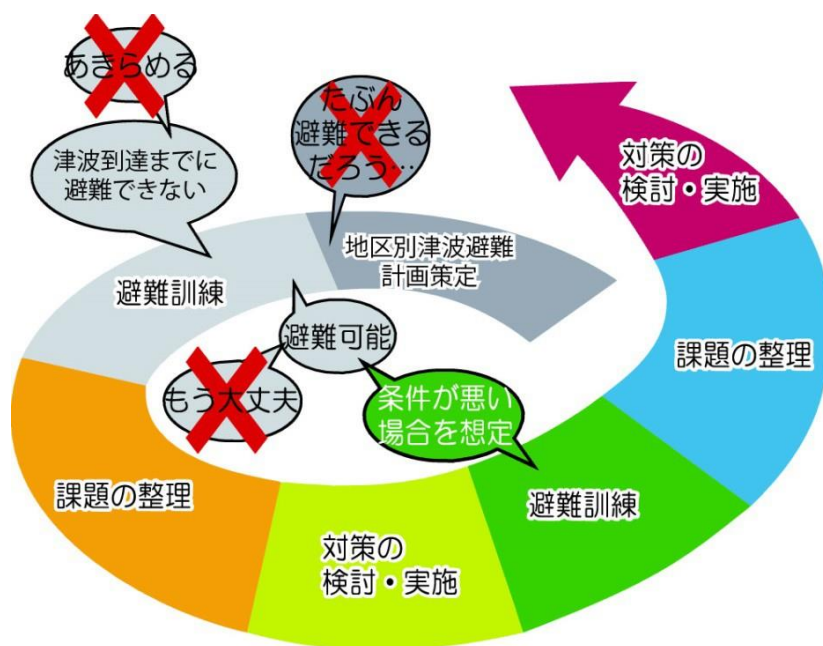 あきらめる
津波到達までに
避難できない
たぶん
避難できる
だろう…
地区別津波避難
計画策定
避難訓練
避難可能
もう大丈夫
条件が悪い
場合を想定
課題の整理
対策の
検討・実施
避難訓練
課題の整理
対策の
検討・実施